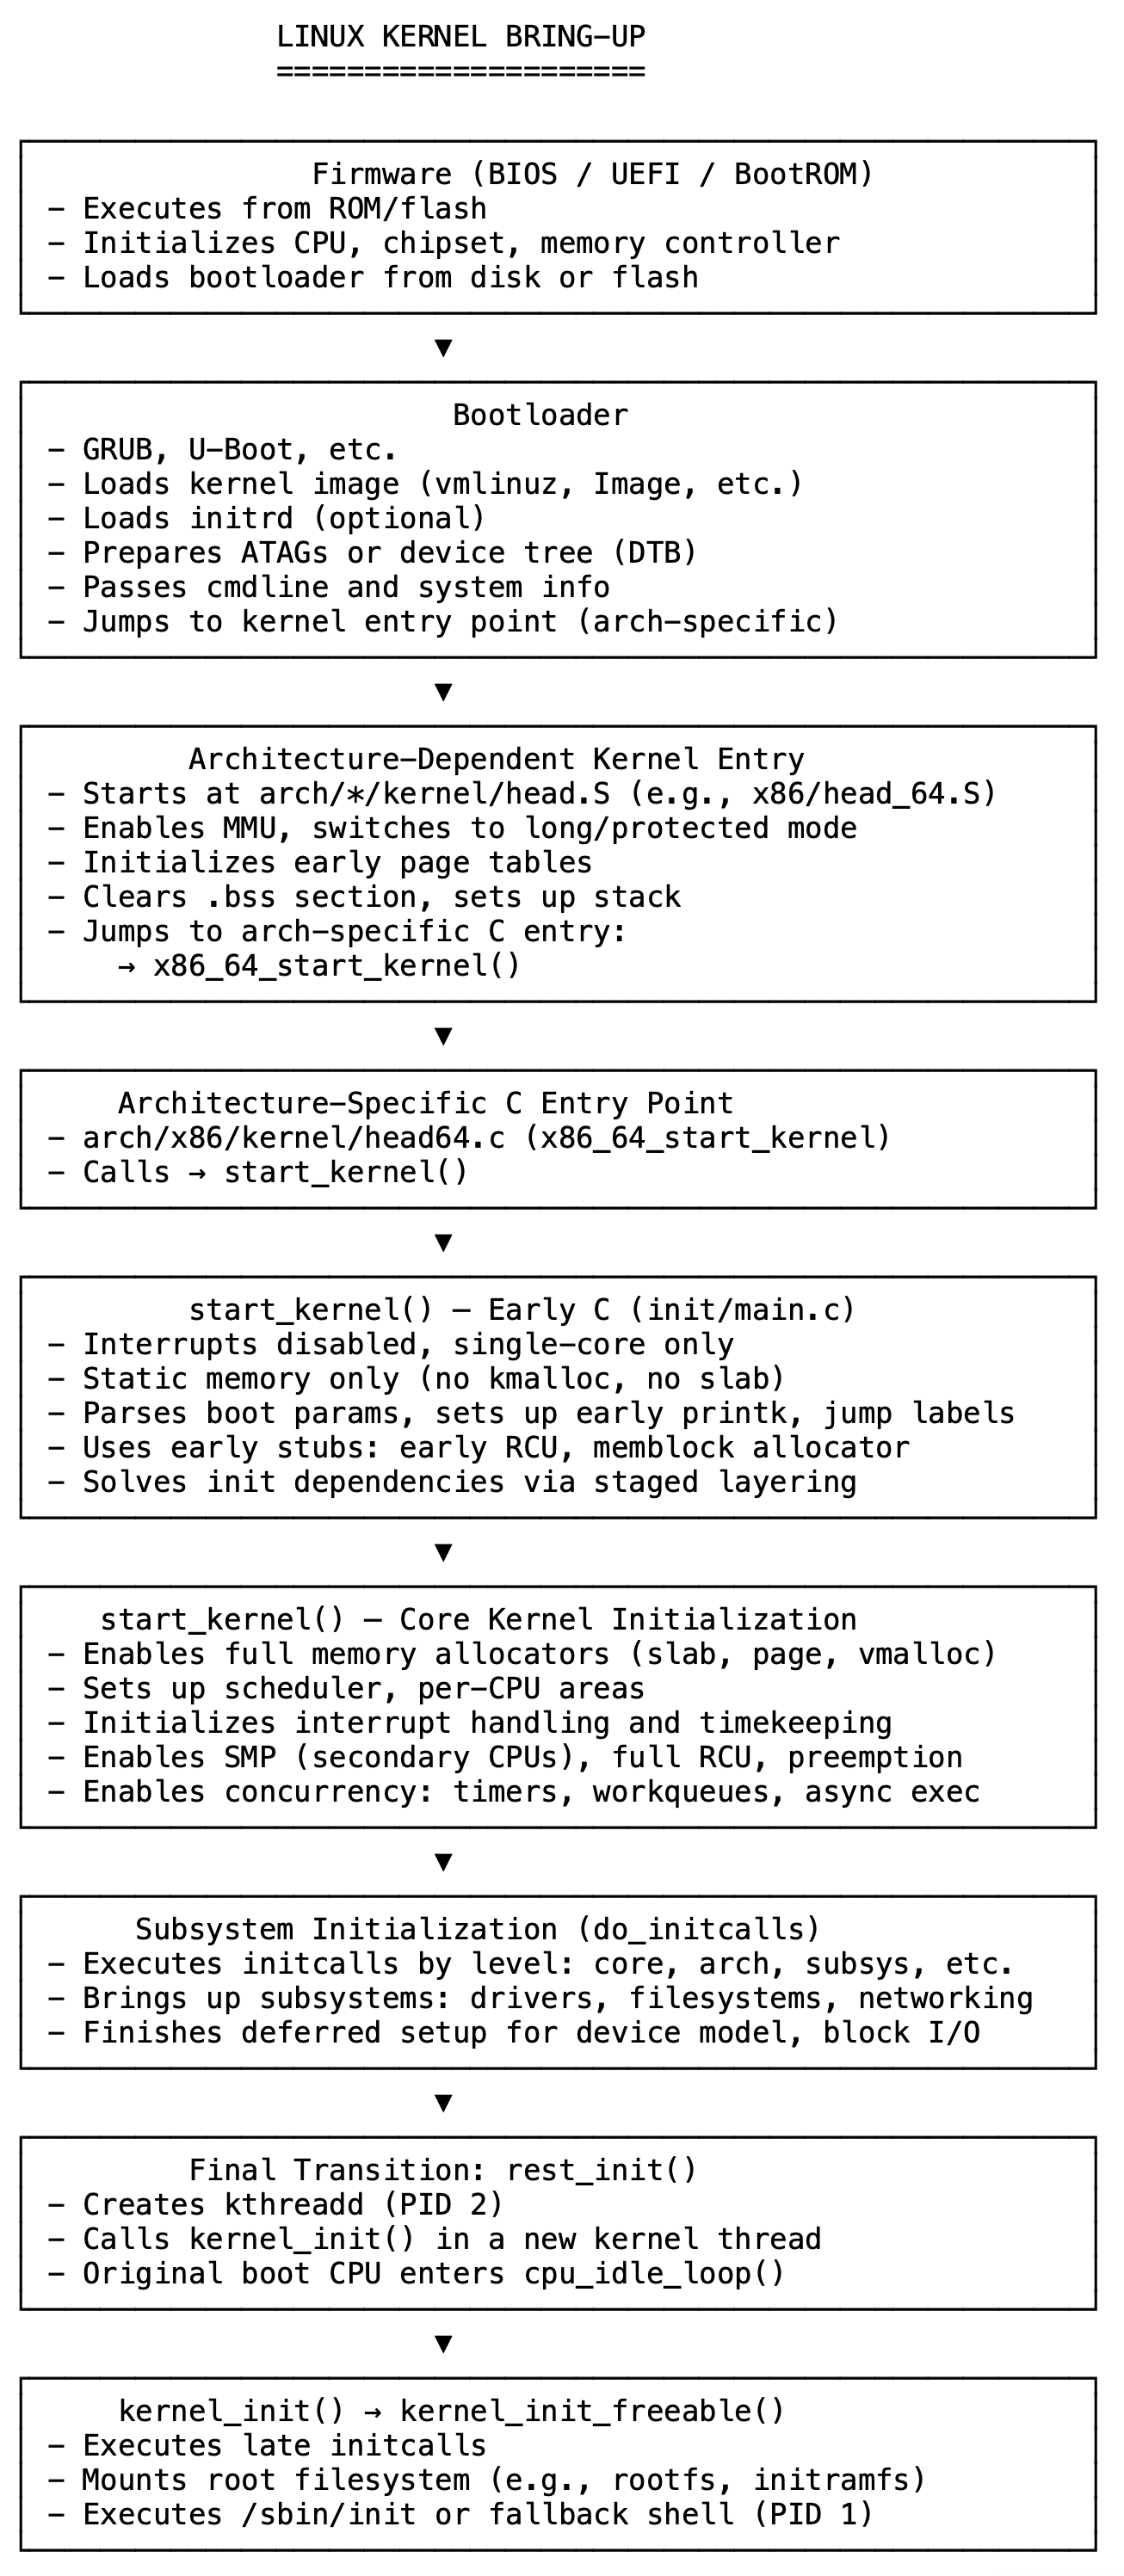 LINUX KERNEL BRING-UP
=====================
Firmware (BIOS / UEFI / BootROM)
- Executes from ROM/flash
- Initializes CPU, chipset, memory controller
- Loads bootloader from disk or flash
▼
Bootloader
- GRUB, U-Boot, etc.
- Loads kernel image (vmlinuz, Image, etc.)
- Loads initrd (optional)
- Prepares ATAGs or device tree (DTB)
- Passes cmdline and system info
- Jumps to kernel entry point (arch-specific)
▼
Architecture-Dependent Kernel Entry
- Starts at arch/*/kernel/head.S (e.g., x86/head_64.S)
- Enables MMU, switches to long/protected mode
- Initializes early page tables
- Clears .bss section, sets up stack
- Jumps to arch-specific C entry:
→ x86_64_start_kernel()
▼
Architecture-Specific C Entry Point
- arch/x86/kernel/head64.c (x86_64_start_kernel)
- Calls → start_kernel()
▼
start_kernel() — Early C (init/main.c)
- Interrupts disabled, single-core only
- Static memory only (no kmalloc, no slab)
- Parses boot params, sets up early printk, jump labels
- Uses early stubs: early RCU, memblock allocator
- Solves init dependencies via staged layering
▼
start_kernel() — Core Kernel Initialization
- Enables full memory allocators (slab, page, vmalloc)
- Sets up scheduler, per-CPU areas
- Initializes interrupt handling and timekeeping
- Enables SMP (secondary CPUs), full RCU, preemption
- Enables concurrency: timers, workqueues, async exec
▼
Subsystem Initialization (do_initcalls)
- Executes initcalls by level: core, arch, subsys, etc.
- Brings up subsystems: drivers, filesystems, networking
- Finishes deferred setup for device model, block I/O
▼
Final Transition: rest_init()
- Creates kthreadd (PID 2)
- Calls kernel_init() in a new kernel thread
- Original boot CPU enters cpu_idle_loop()
▼
kernel_init() → kernel_init_freeable()
- Executes late initcalls
- Mounts root filesystem (e.g., rootfs, initramfs)
- Executes /sbin/init or fallback shell (PID 1)